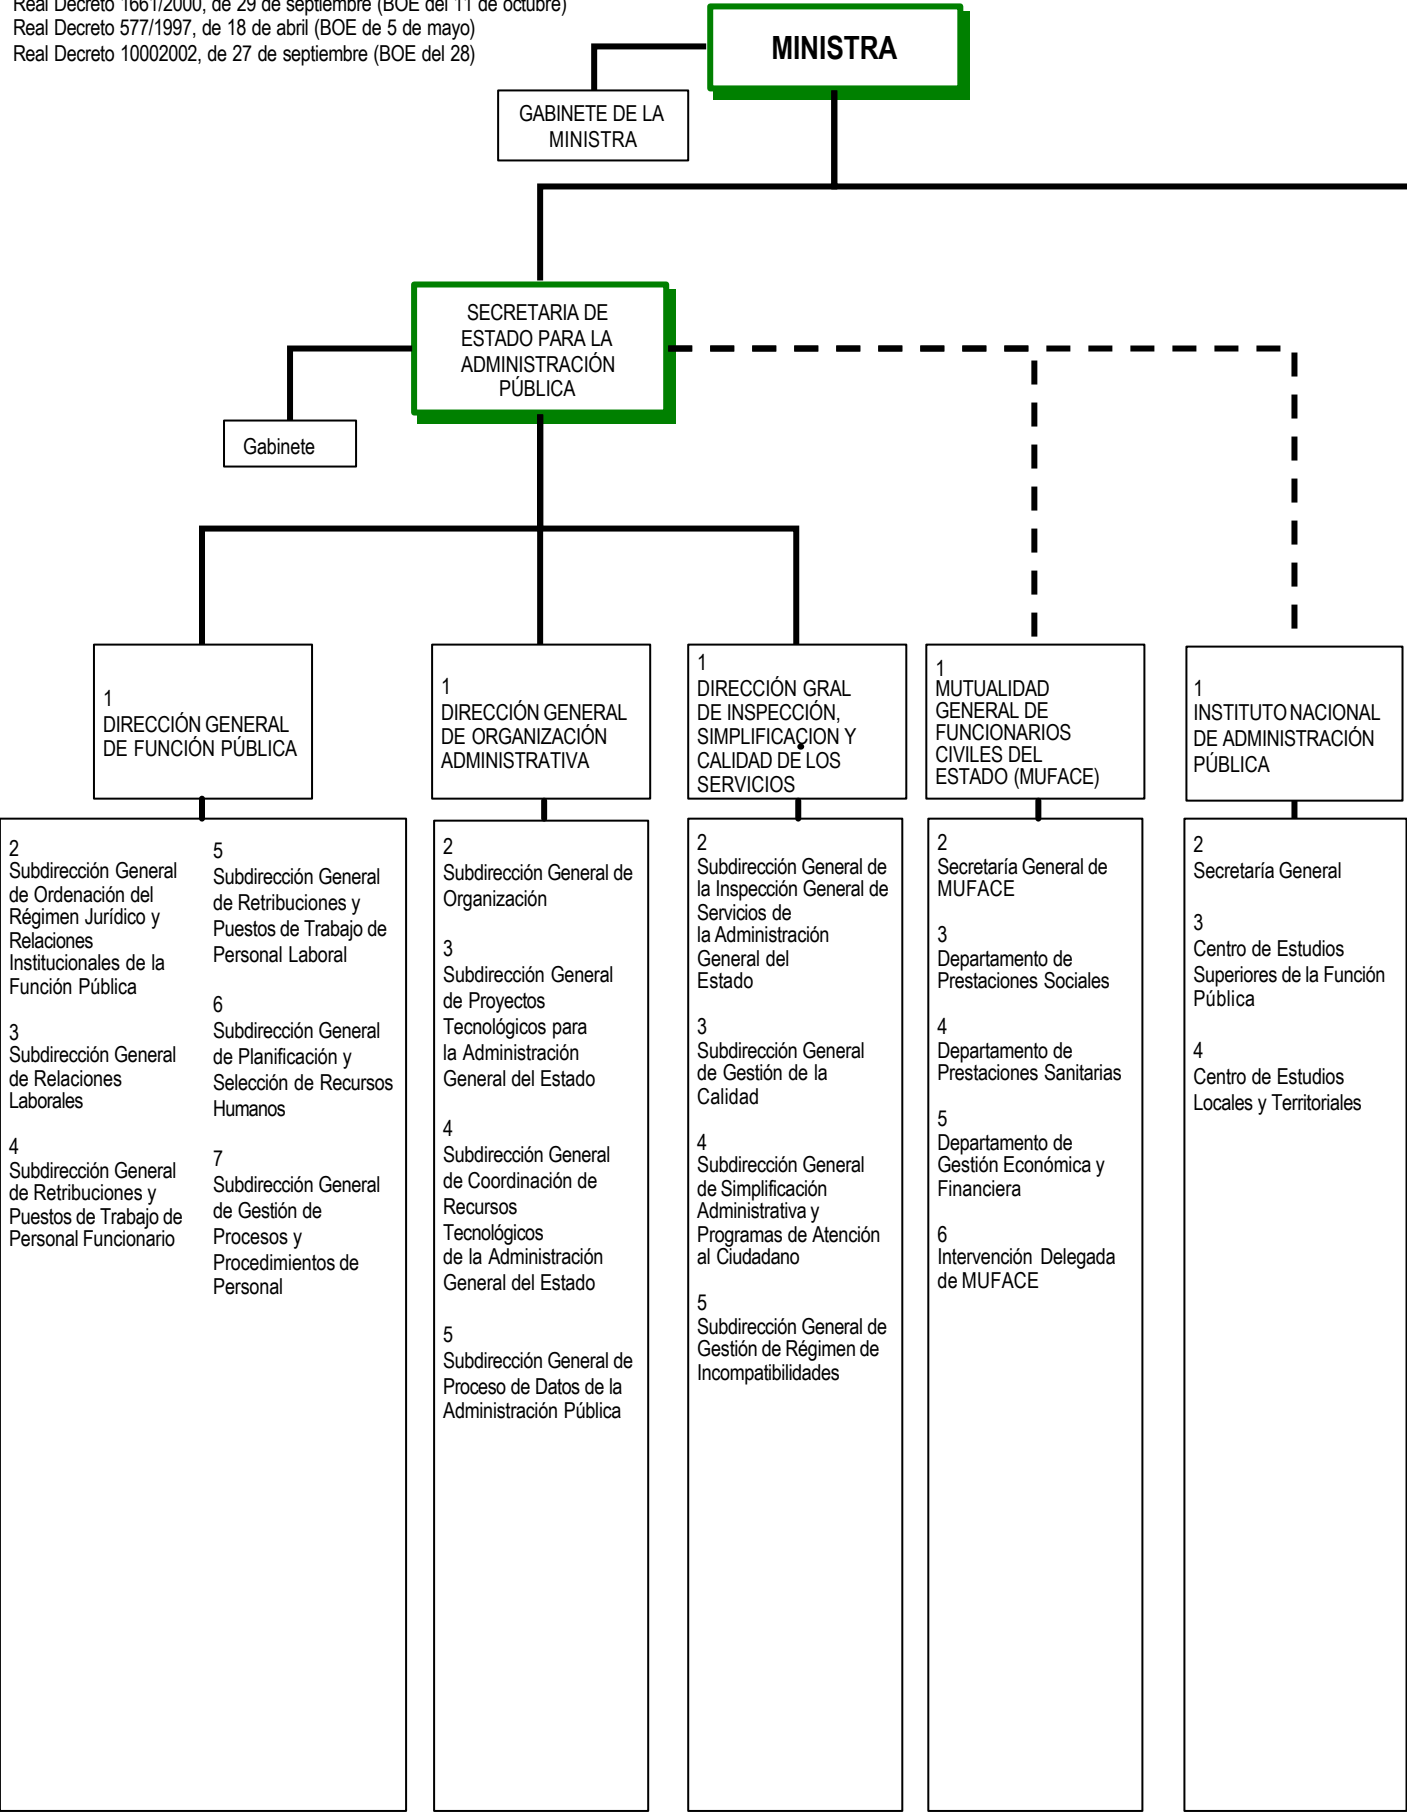 Real Decreto 1661/2000, de 29 de septiembre (BOE del 11 de octubre)
Real Decreto 577/1997, de 18 de abril (BOE de 5 de mayo)
Real Decreto 10002002, de 27 de septiembre (BOE del 28)
MINISTRA
GABINETE DE LA
MINISTRA
SECRETARIA DE
ESTADO PARA LA
ADMINISTRACIÓN
PÚBLICA
Gabinete
1
DIRECCIÓN GENERAL
DE FUNCIÓN PÚBLICA
1
DIRECCIÓN GENERAL
DE ORGANIZACIÓN
ADMINISTRATIVA
1
DIRECCIÓN GRAL
DE INSPECCIÓN,
SIMPLIFICACION Y
CALIDAD DE LOS
SERVICIOS
1
MUTUALIDAD
GENERAL DE
FUNCIONARIOS
CIVILES DEL
ESTADO (MUFACE)
1
INSTITUTO NACIONAL
DE ADMINISTRACIÓN
PÚBLICA
2
Subdirección General
de Ordenación del
Régimen Jurídico y
Relaciones
Institucionales de la
Función Pública
3
Subdirección General
de Relaciones
Laborales
4
Subdirección General
de Retribuciones y
Puestos de Trabajo de
Personal Funcionario
5
Subdirección General
de Retribuciones y
Puestos de Trabajo de
Personal Laboral
6
Subdirección General
de Planificación y
Selección de Recursos
Humanos
7
Subdirección General
de Gestión de
Procesos y
Procedimientos de
Personal
2
Subdirección General de
Organización
3
Subdirección General
de Proyectos
Tecnológicos para
la Administración
General del Estado
4
Subdirección General
de Coordinación de
Recursos
Tecnológicos
de la Administración
General del Estado
5
Subdirección General de
Proceso de Datos de la
Administración Pública
2
Subdirección General de
la Inspección General de
Servicios de
la Administración
General del
Estado
3
Subdirección General
de Gestión de la
Calidad
4
Subdirección General
de Simplificación
Administrativa y
Programas de Atención
al Ciudadano
5
Subdirección General de
Gestión de Régimen de
Incompatibilidades
2
Secretaría General de
MUFACE
3
Departamento de
Prestaciones Sociales
4
Departamento de
Prestaciones Sanitarias
5
Departamento de
Gestión Económica y
Financiera
6
Intervención Delegada
de MUFACE
2
Secretaría General
3
Centro de Estudios
Superiores de la Función
Pública
4
Centro de Estudios
Locales y Territoriales